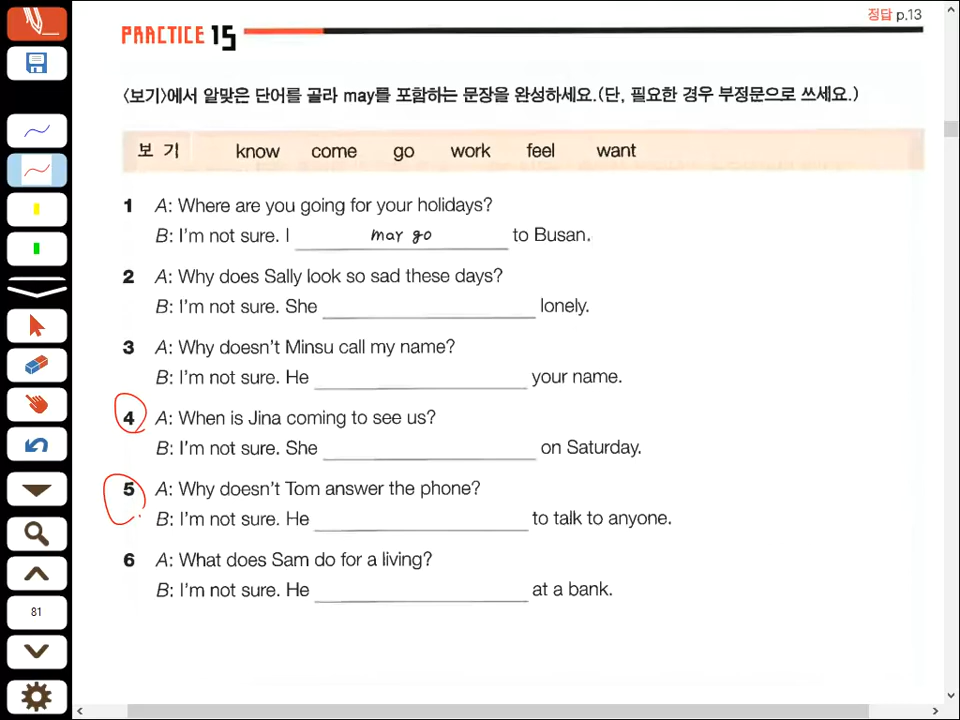 정답 p.13
PRACTICE 15
〈보기〉에서 알맞은 단어를 골라 may를 포함하는 문장을 완성하세요.(단, 필요한 경우 부정문으로 쓰세요.)
보 기 know come go work feel want
1 A: Where are you going for your holidays?
B: I'm not sure. I may go to Busan.
2 A: Why does Sally look so sad these days?
B: I'm not sure. She lonely.
3 A: Why doesn't Minsu call my name?
B: I'm not sure. He your name.
4 A: When is Jina coming to see us?
B: I'm not sure. She on Saturday.
5 A: Why doesn't Tom answer the phone?
B: I'm not sure. He to talk to anyone.
6 A: What does Sam do for a living?
B: I'm not sure. He at a bank.
81